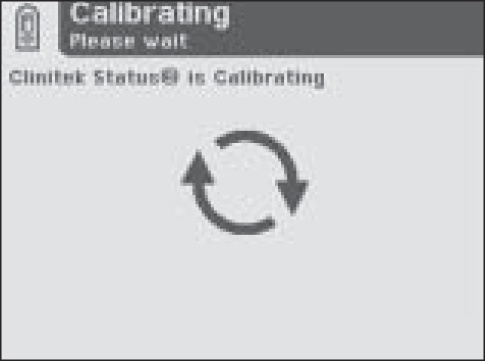 Calibrating
Please wait
Clinitek Status® is Calibrating